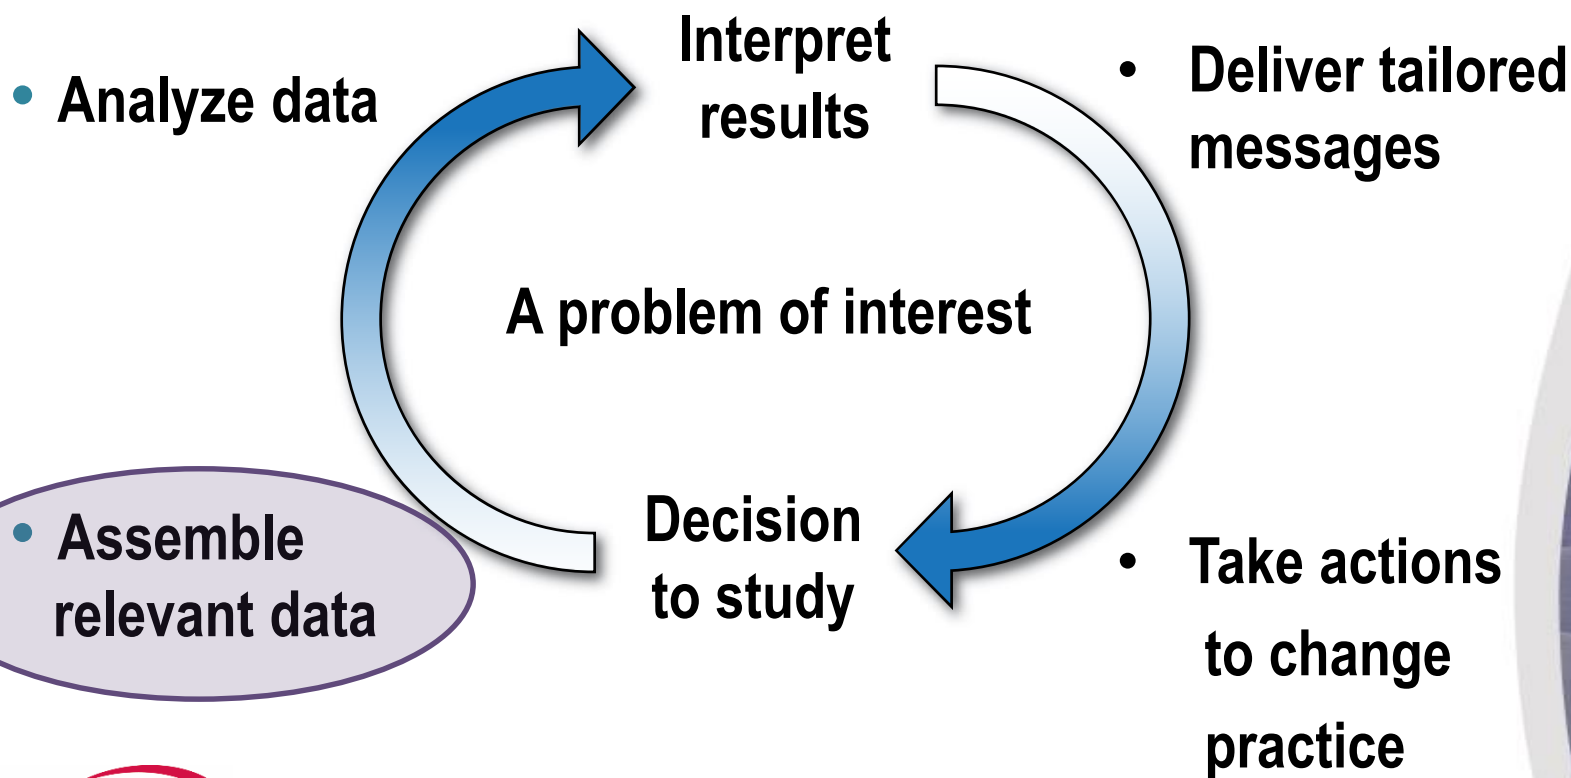 • Analyze data
Interpret
results
• Deliver tailored
messages
A problem of interest
• Assemble
relevant data
Decision
to study
• Take actions
to change
practice